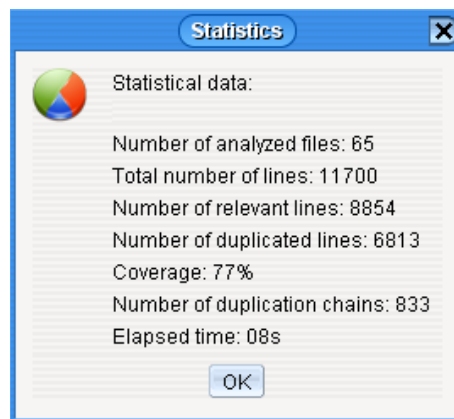 Statistics
Statistical data:
Number of analyzed files: 65
Total number of lines: 11700
Number of relevant lines: 8854
Number of duplicated lines: 6813
Coverage: 77%
Number of duplication chains: 833
Elapsed time: 08s
OK